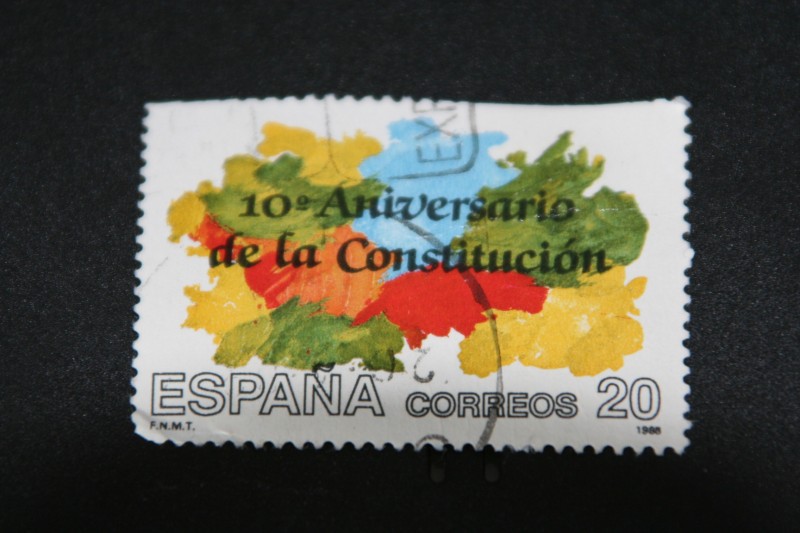 10º Aniversario
de la Constitución
ESPAÑA CORREOS 20
F.N.M.T. 1988